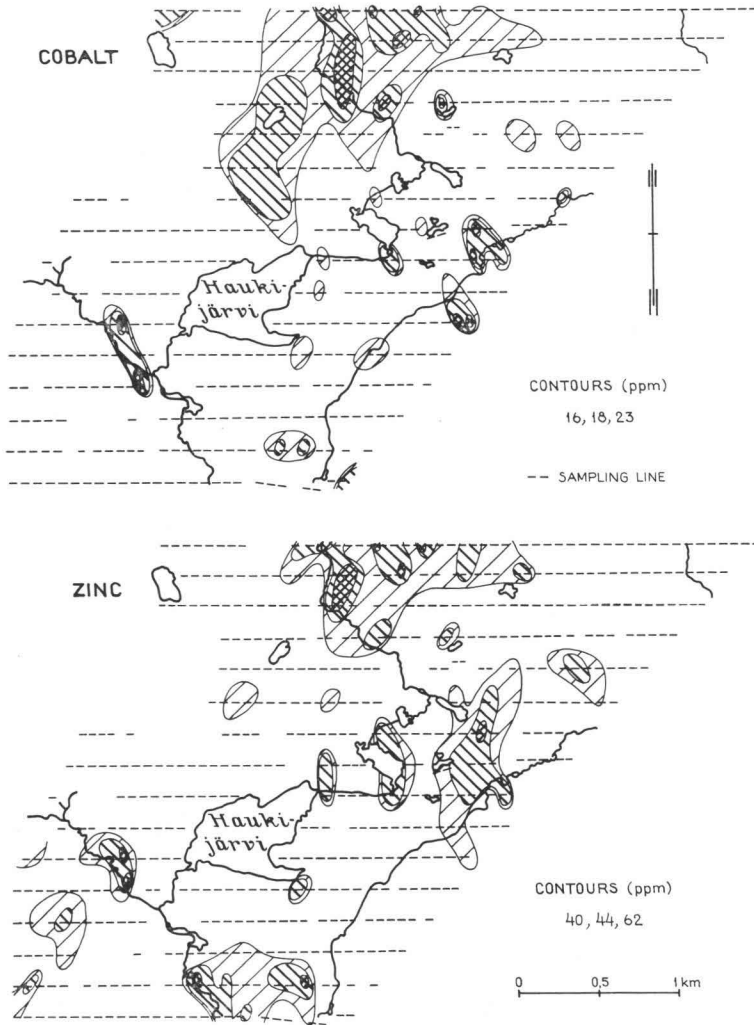 COBALT
Hauki-
järvi
CONTOURS (ppm)
16, 18, 23
--- SAMPLING LINE
ZINC
Hauki-
järvi
CONTOURS (ppm)
40, 44, 62
0 0,5 1 km